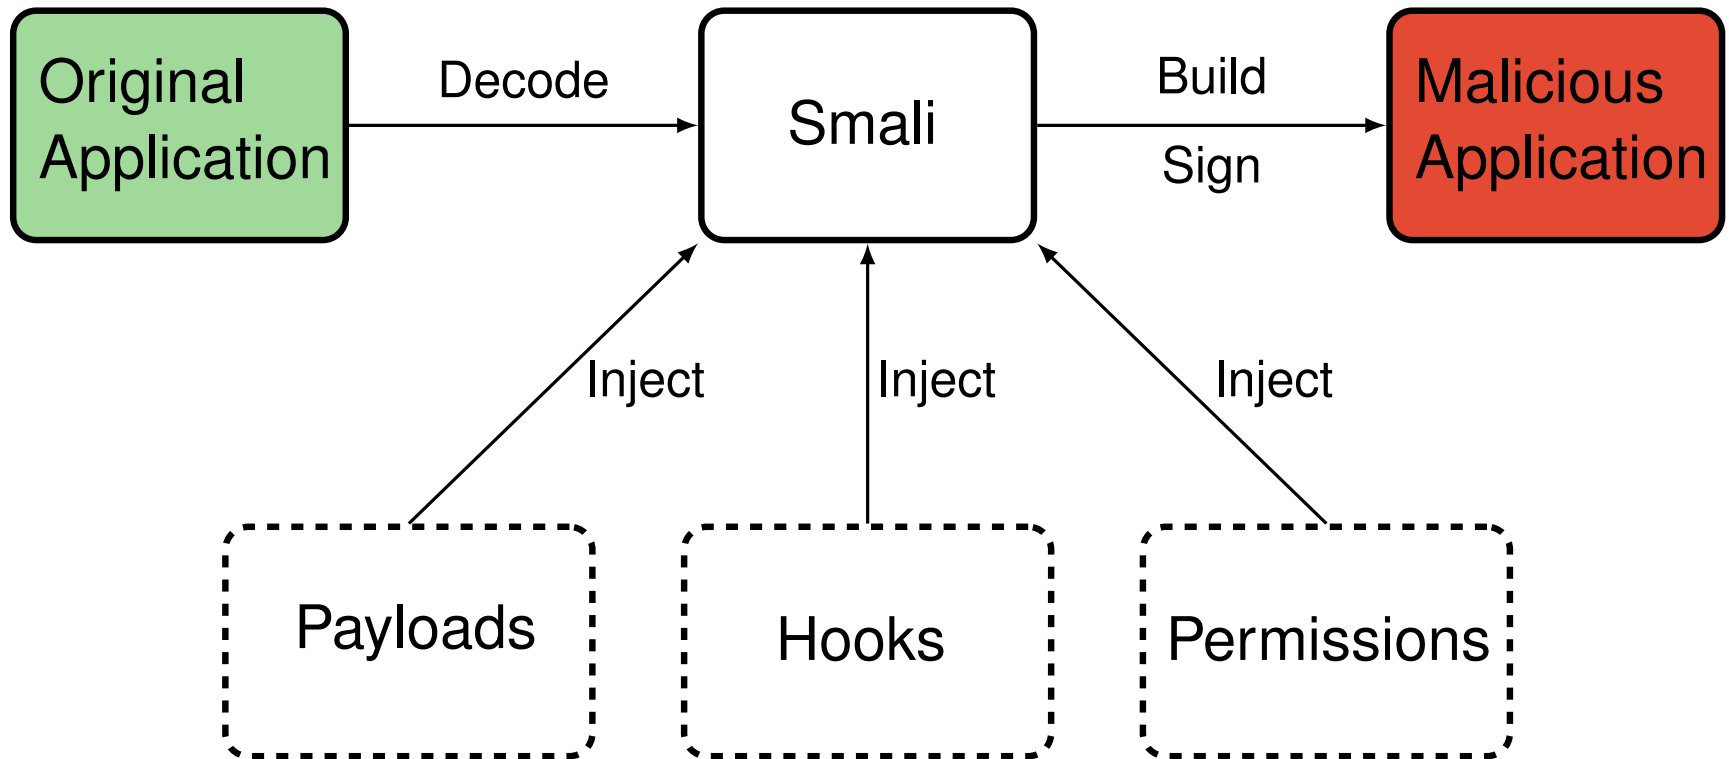 Original
Application
Decode
Smali
Build
Sign
Malicious
Application
Inject
Inject
Inject
Payloads
Hooks
Permissions